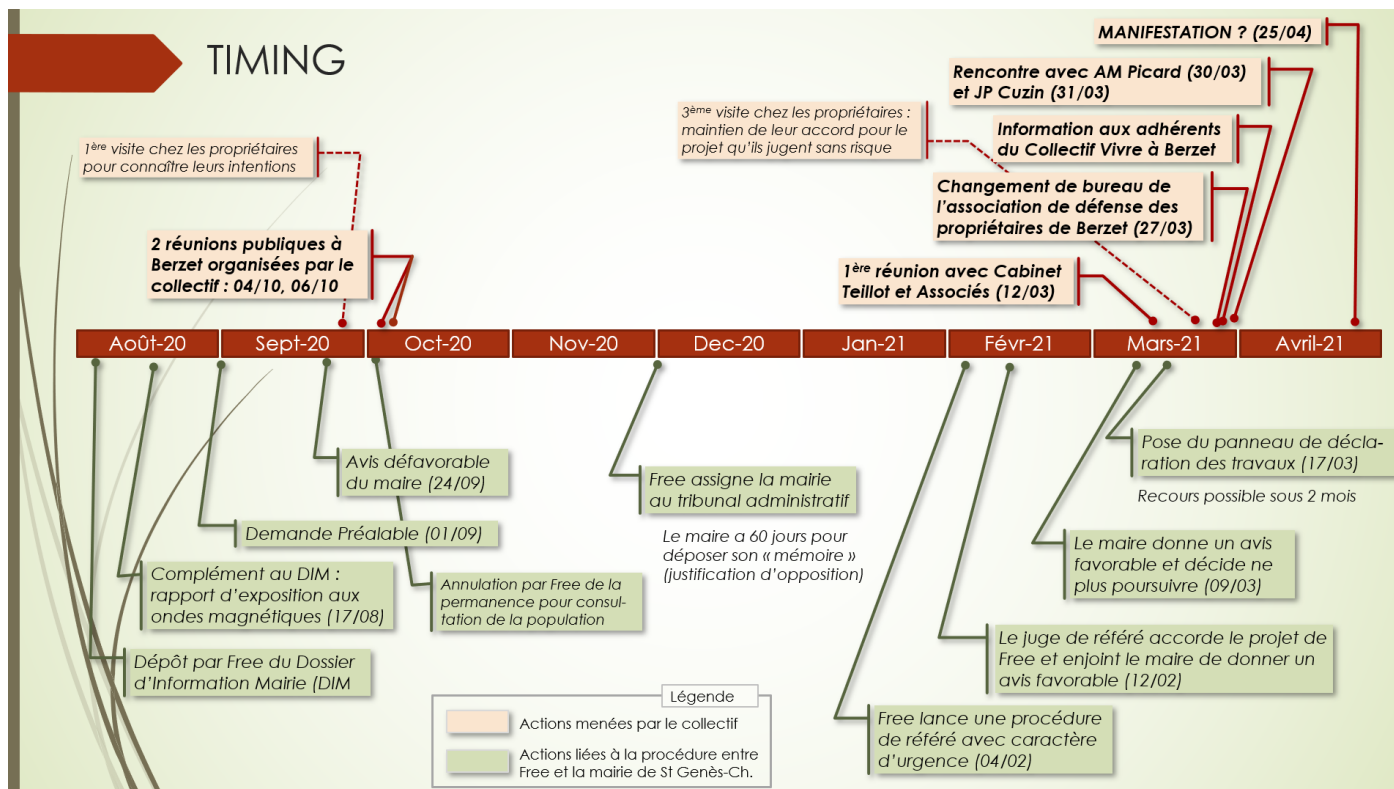 TIMING
MANIFESTATION ? (25/04)
Rencontre avec AM Picard (30/03)
et JP Cuzin (31/03)
3ème visite chez les propriétaires :
maintien de leur accord pour le
projet qu'ils jugent sans risque
Information aux adhérents
du Collectif Vivre à Berzet
1ère visite chez les propriétaires
pour connaître leurs intentions
Changement de bureau de
l'association de défense des
propriétaires de Berzet (27/03)
2 réunions publiques à
Berzet organisées par le
collectif : 04/10, 06/10
1ère réunion avec Cabinet
Teillot et Associés (12/03)
Août-20
Sept-20
Oct-20
Nov-20
Dec-20
Jan-21
Févr-21
Mars-21
Avril-21
Avis défavorable
du maire (24/09)
Demande Préalable (01/09)
Complément au DIM :
rapport d'exposition aux
ondes magnétiques (17/08)
Dépôt par Free du Dossier
d'Information Mairie (DIM
Annulation par Free de la
permanence pour consul-
tation de la population
Free assigne la mairie
au tribunal administratif
Le maire a 60 jours pour
déposer son « mémoire »
(justification d'opposition)
Pose du panneau de décla-
ration des travaux (17/03)
Recours possible sous 2 mois
Le maire donne un avis
favorable et décide ne
plus poursuivre (09/03)
Le juge de référé accorde le projet de
Free et enjoint le maire de donner un
avis favorable (12/02)
Free lance une procédure
de référé avec caractère
d'urgence (04/02)
Légende
Actions menées par le collectif
Actions liées à la procédure entre
Free et la mairie de St Genès-Ch.